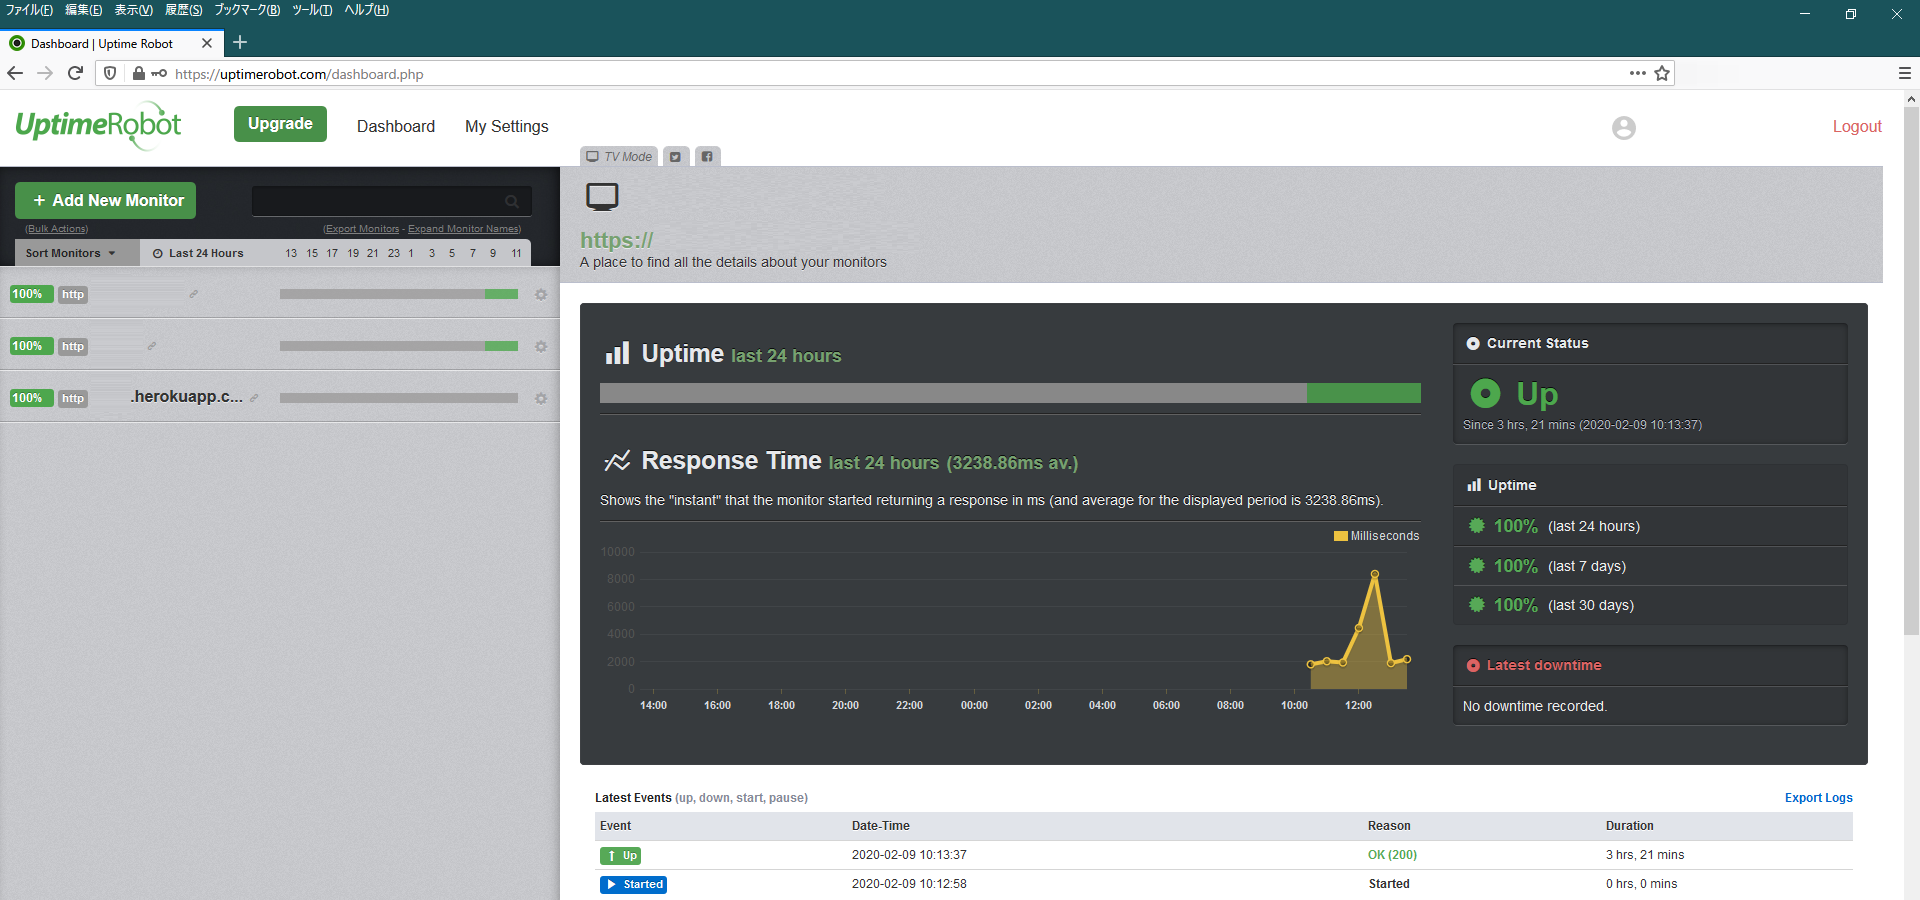 ファイル(F) 編集(E) 表示(V) 履歴(S) ブックマーク(B) ツール(T) ヘルプ(H)
Dashboard | Uptime Robot
https://uptimerobot.com/dashboard.php
UptimeRobot Upgrade Dashboard My Settings Logout
TV Mode
+ Add New Monitor
(Bulk Actions) (Export Monitors - Expand Monitor Names)
Sort Monitors Last 24 Hours 13 15 17 19 21 23 1 3 5 7 9 11
100% http
100% http
100% http .herokuapp.c...
https://
A place to find all the details about your monitors
Uptime last 24 hours
Response Time last 24 hours (3238.86ms av.)
Shows the "instant" that the monitor started returning a response in ms (and average for the displayed period is 3238.86ms).
Milliseconds
10000
8000
6000
4000
2000
0
14:00 16:00 18:00 20:00 22:00 00:00 02:00 04:00 06:00 08:00 10:00 12:00
Current Status
Up
Since 3 hrs, 21 mins (2020-02-09 10:13:37)
Uptime
100% (last 24 hours)
100% (last 7 days)
100% (last 30 days)
Latest downtime
No downtime recorded.
Latest Events (up, down, start, pause) Export Logs
Event Date-Time Reason Duration
Up 2020-02-09 10:13:37 OK (200) 3 hrs, 21 mins
Started 2020-02-09 10:12:58 Started 0 hrs, 0 mins